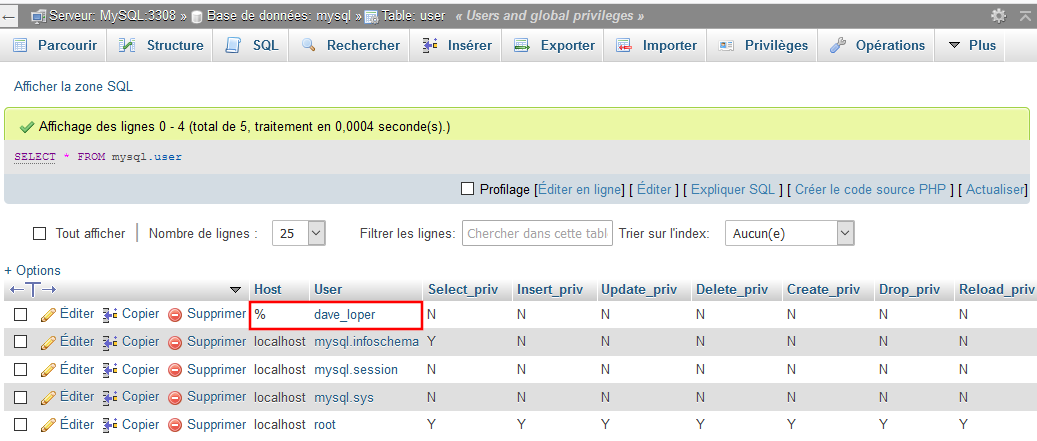 Serveur: MySQL:3308 » Base de données: mysql » Table: user « Users and global privileges »
Parcourir Structure SQL Rechercher Insérer Exporter Importer Privilèges Opérations Plus
Afficher la zone SQL
Affichage des lignes 0 - 4 (total de 5, traitement en 0,0004 seconde(s).)
SELECT * FROM mysql.user
Profilage [Éditer en ligne] [ Éditer ] [ Expliquer SQL ] [ Créer le code source PHP ] [ Actualiser]
Tout afficher Nombre de lignes : 25 Filtrer les lignes: Chercher dans cette tabl Trier sur l'index: Aucun(e)
+ Options
←T→ Host User Select_priv Insert_priv Update_priv Delete_priv Create_priv Drop_priv Reload_priv
Éditer Copier Supprimer % dave_loper N N N N N N N
Éditer Copier Supprimer localhost mysql.infoschema Y N N N N N N
Éditer Copier Supprimer localhost mysql.session N N N N N N N
Éditer Copier Supprimer localhost mysql.sys N N N N N N N
Éditer Copier Supprimer localhost root Y Y Y Y Y Y Y